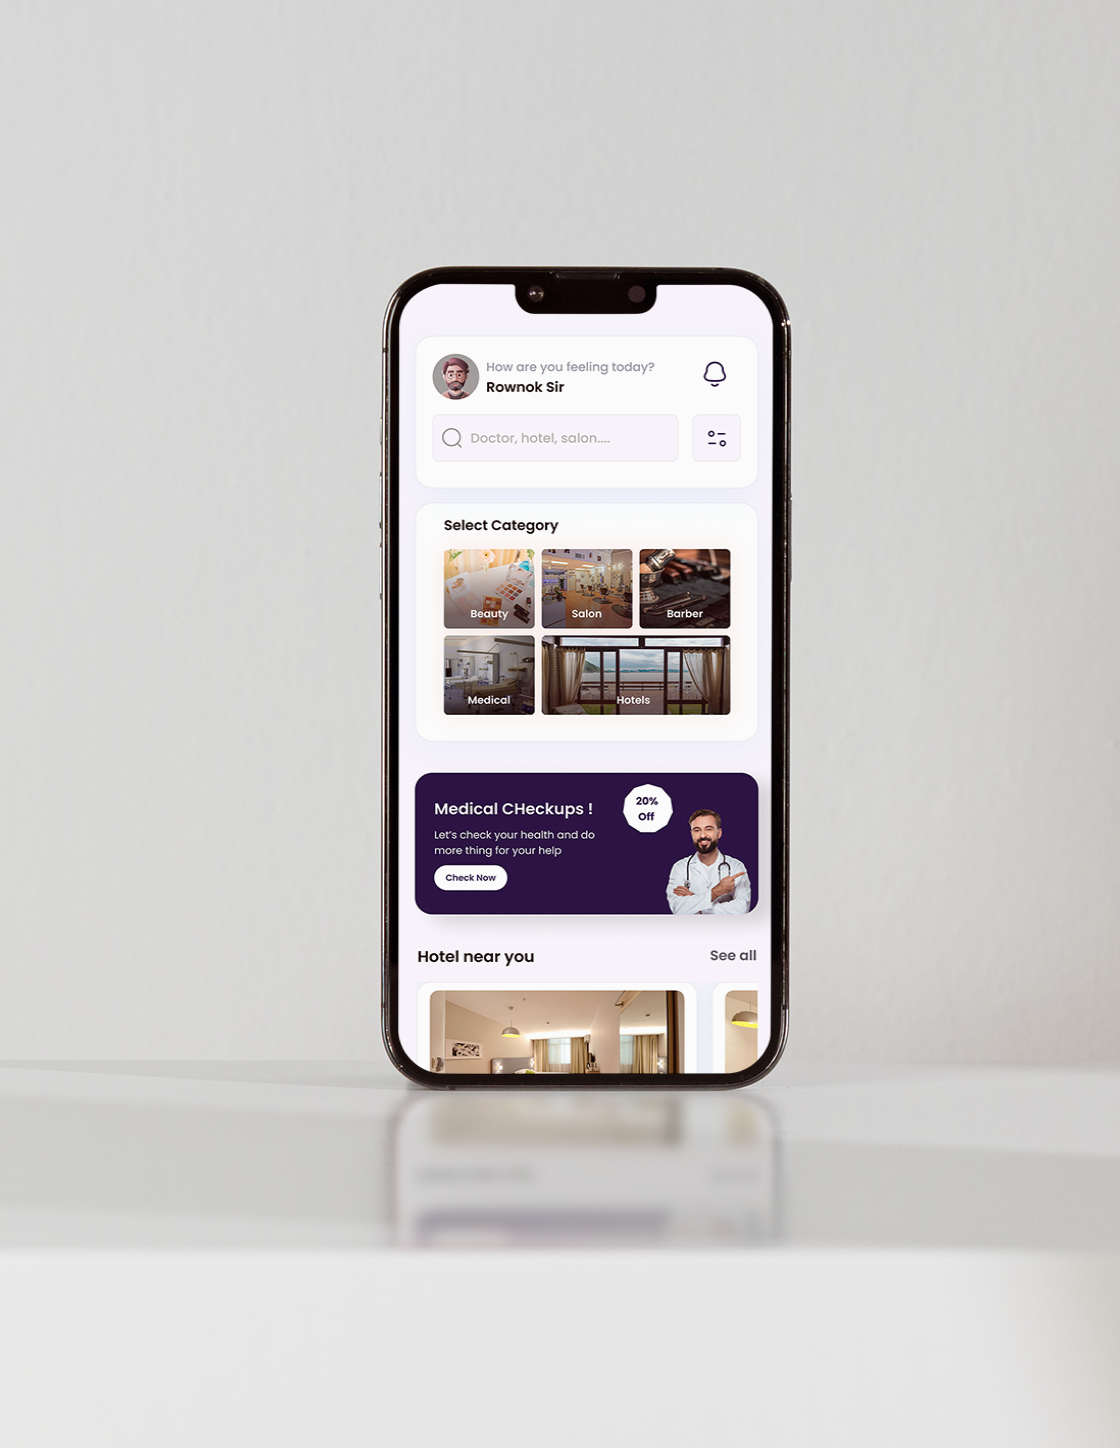 How are you feeling today?
Rownok Sir
Doctor, hotel, salon....
Select Category
Beauty
Salon
Barber
Medical
Hotels
Medical CHeckups !
20%
Off
Let's check your health and do
more thing for your help
Check Now
Hotel near you
See all